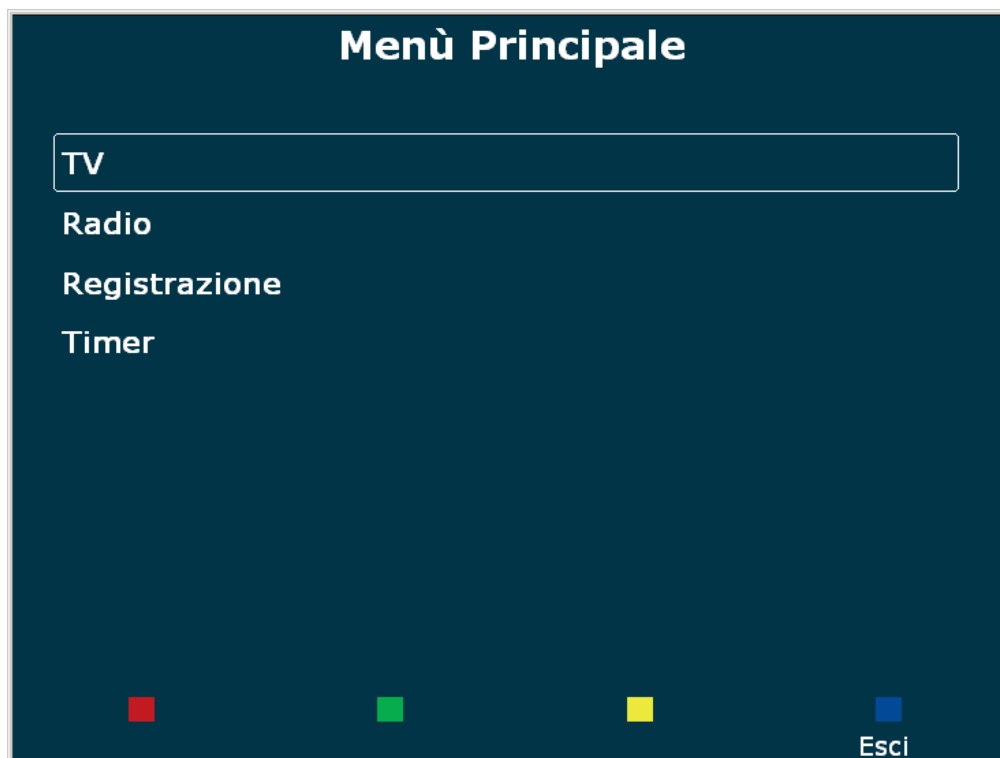 Menù Principale
TV
Radio
Registrazione
Timer
Esci